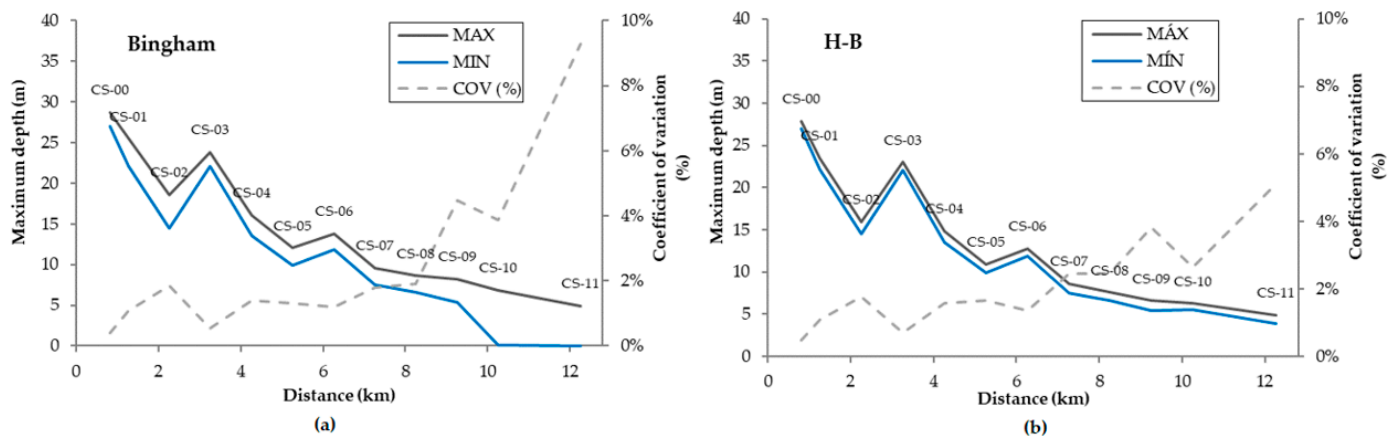 Bingham
MAX
MIN
COV (%)
40
35
30
25
20
15
10
5
0
Maximum depth (m)
10%
8%
6%
4%
2%
0%
Coefficient of variation
(%)
CS-00
CS-01
CS-02
CS-03
CS-04
CS-05
CS-06
CS-07
CS-08
CS-09
CS-10
CS-11
0
2
4
6
8
10
12
Distance (km)
(a)
H-B
MÁX
MÍN
COV (%)
40
35
30
25
20
15
10
5
0
Maximum depth (m)
10%
8%
6%
4%
2%
0%
Coefficient of variation
(%)
CS-00
CS-01
CS-02
CS-03
CS-04
CS-05
CS-06
CS-07
CS-08
CS-09
CS-10
CS-11
0
2
4
6
8
10
12
Distance (km)
(b)